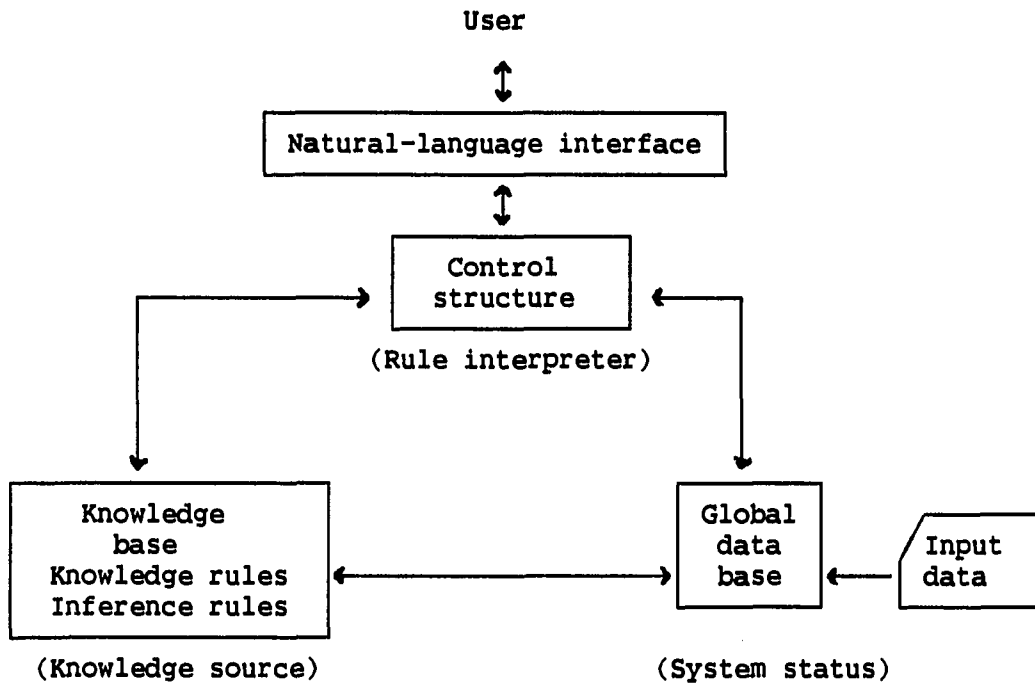 User
Natural-language interface
Control
structure
(Rule interpreter)
Knowledge
base
Knowledge rules
Inference rules
(Knowledge source)
Global
data
base
(System status)
Input
data